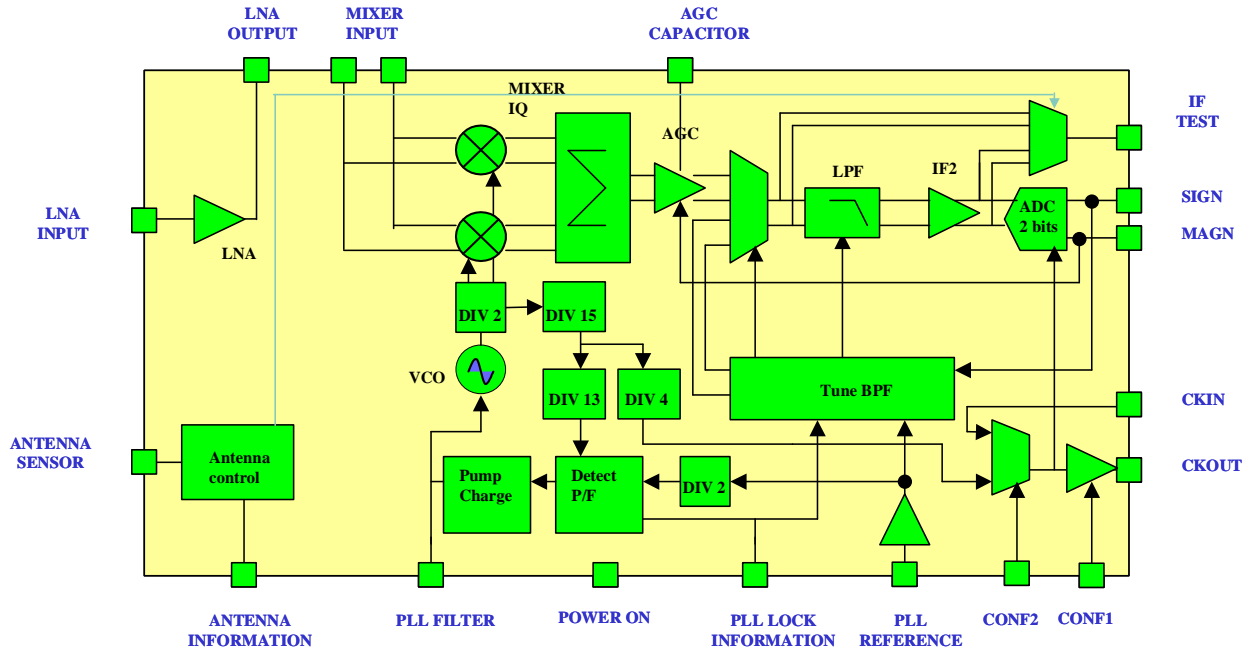 LNA
OUTPUT
MIXER
INPUT
AGC
CAPACITOR
MIXER
IQ
AGC
IF
TEST
LPF
IF2
LNA
INPUT
LNA
ADC
2 bits
SIGN
MAGN
DIV 2
DIV 15
VCO
DIV 13
DIV 4
Tune BPF
CKIN
ANTENNA
SENSOR
Antenna
control
Pump
Charge
Detect
P/F
DIV 2
CKOUT
ANTENNA
INFORMATION
PLL FILTER
POWER ON
PLL LOCK
INFORMATION
PLL
REFERENCE
CONF2
CONF1